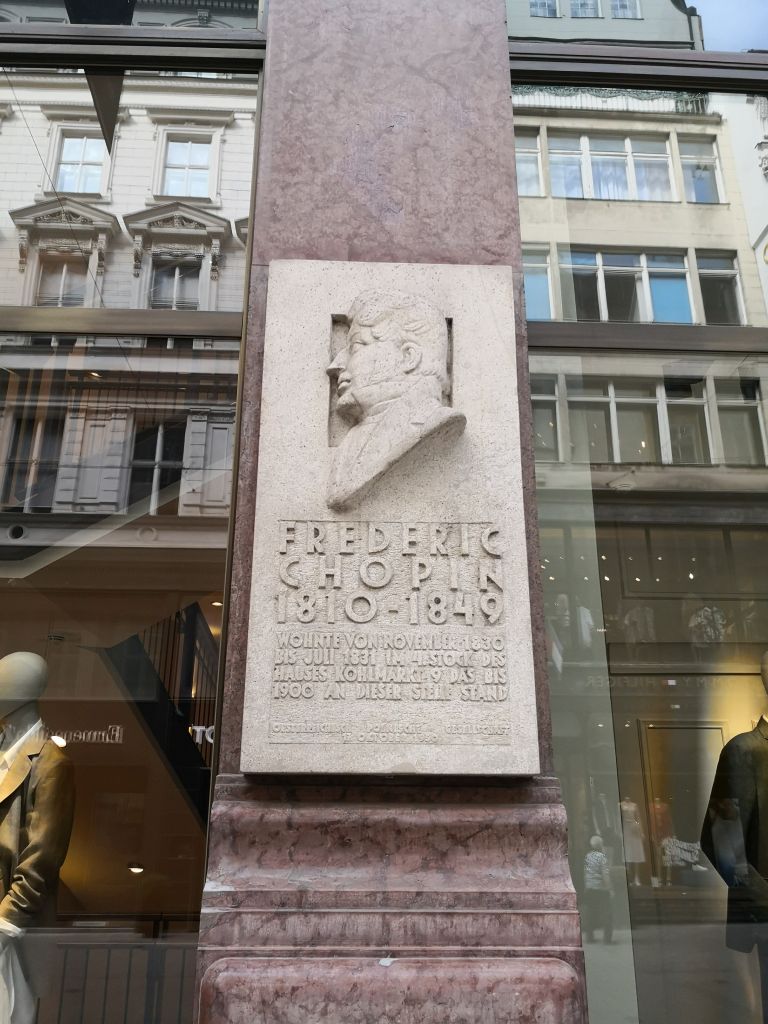 FREDERIC
CHOPIN
1810-1849
WOHNTE VON NOVEMBER 1830
BIS JULI 1831 IM 4. STOCK DES
HAUSES KOHLMARKT 9, DAS BIS
1900 AN DIESER STELLE STAND
GESELLSCHAFT